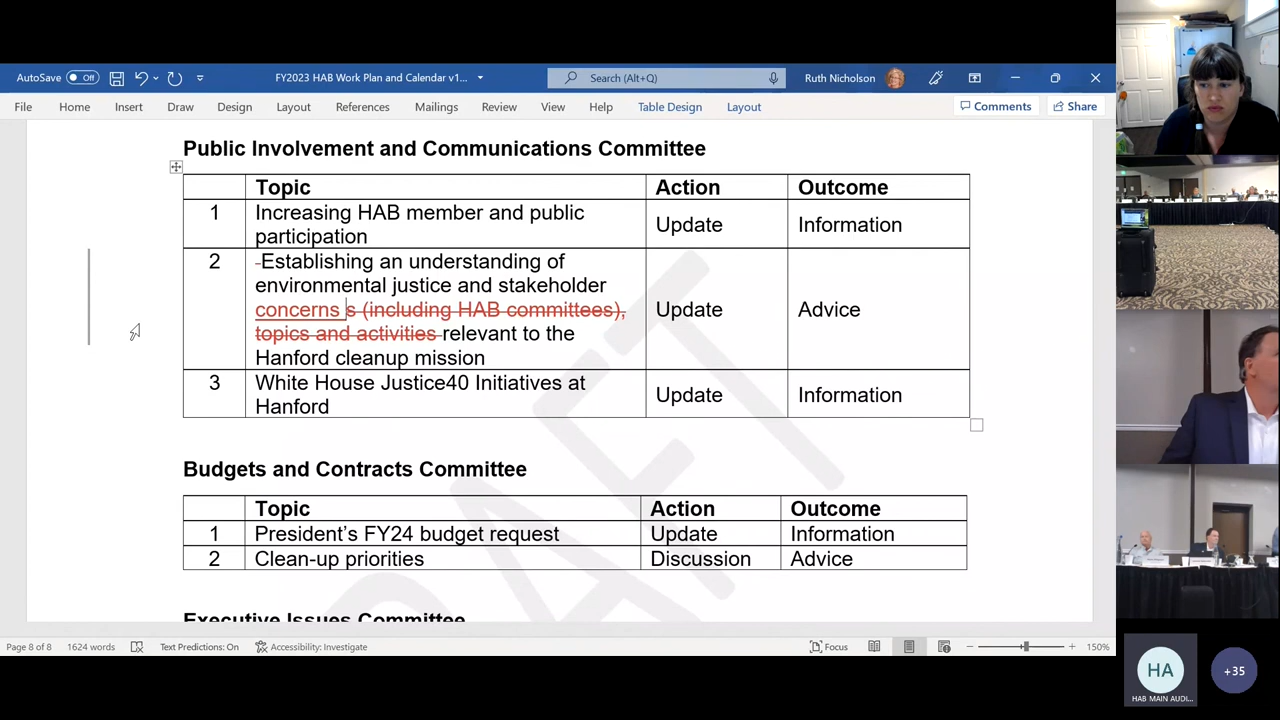 AutoSave Off FY2023 HAB Work Plan and Calendar v1... Search (Alt+Q) Ruth Nicholson
File Home Insert Draw Design Layout References Mailings Review View Help Table Design Layout Comments Share
Public Involvement and Communications Committee
Topic Action Outcome
1 Increasing HAB member and public participation Update Information
2 -Establishing an understanding of
environmental justice and stakeholder
concerns s (including HAB committees),
topics and activities relevant to the
Hanford cleanup mission Update Advice
3 White House Justice40 Initiatives at
Hanford Update Information
Budgets and Contracts Committee
Topic Action Outcome
1 President's FY24 budget request Update Information
2 Clean-up priorities Discussion Advice
Executive Issues Committee
DRAFT
Page 8 of 8 1624 words Text Predictions: On Accessibility: Investigate Focus 150%
HA
HAB MAIN AUDI...
+35